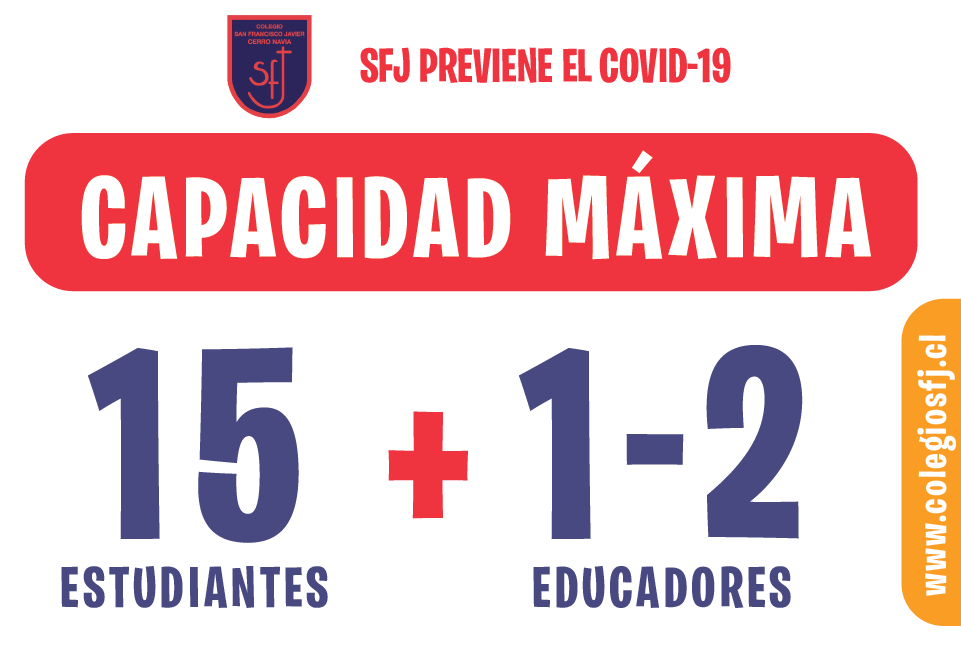 COLEGIO
SAN FRANCISCO JAVIER
CERRO NAVIA
SFJ
SFJ PREVIENE EL COVID-19
CAPACIDAD MÁXIMA
15 + 1-2
ESTUDIANTES EDUCADORES
www.colegiosfj.cl